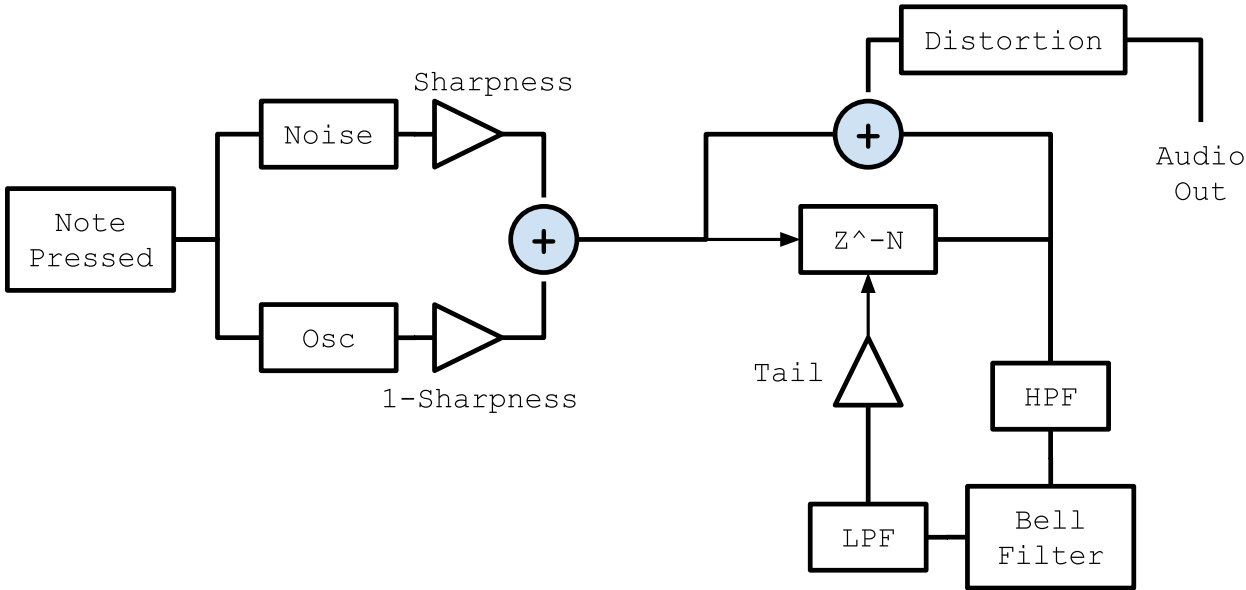 Distortion
Sharpness
Noise
+
Audio
Out
Note
Pressed
+
Z^-N
Osc
Tail
1-Sharpness
HPF
LPF
Bell
Filter